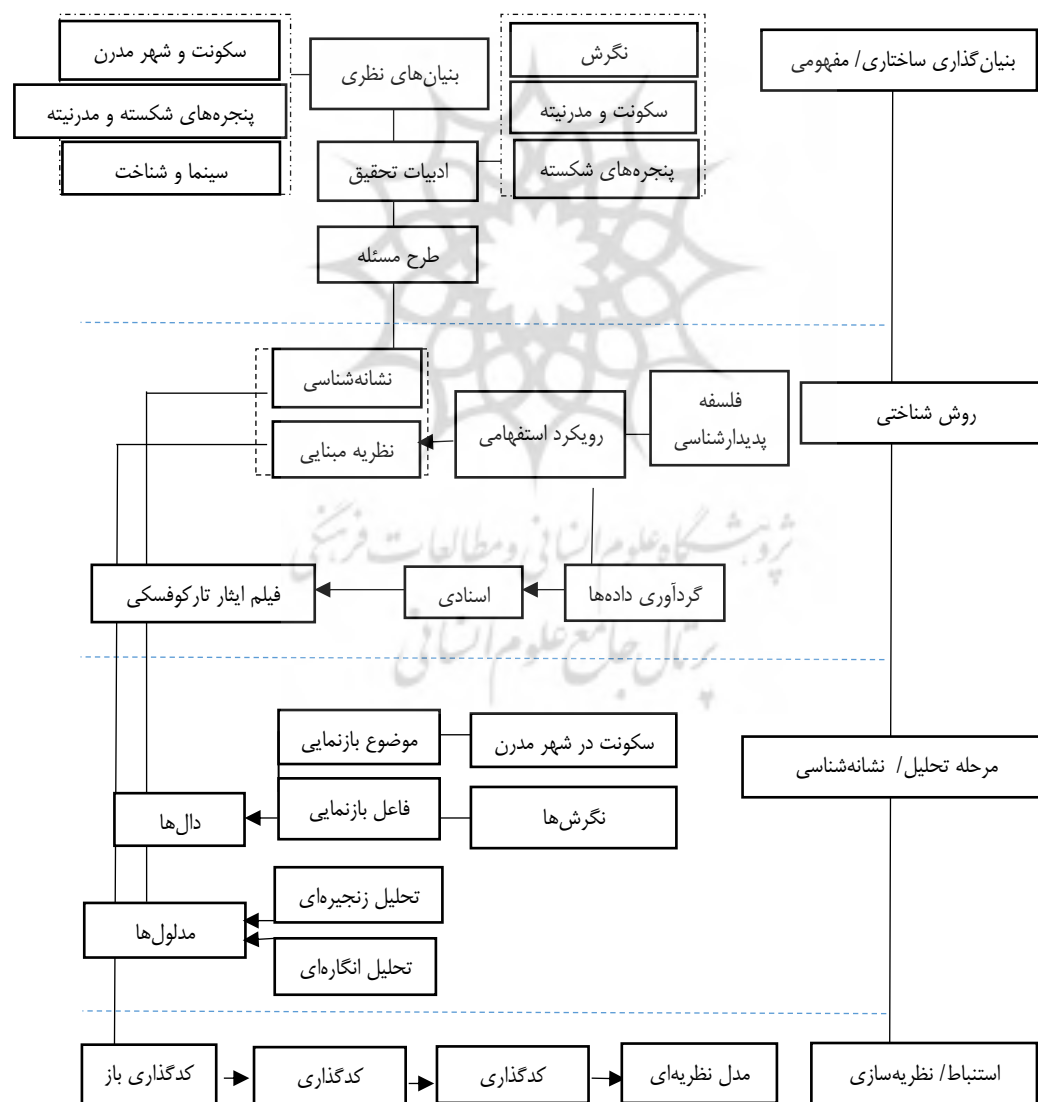 بنیان‌گذاری ساختاری/ مفهومی
نگرش
سکونت و مدرنیته
پنجره‌های شکسته
بنیان‌های نظری
ادبیات تحقیق
طرح مسئله
سکونت و شهر مدرن
پنجره‌های شکسته و مدرنیته
سینما و شناخت
روش شناختی
فلسفه
پدیدارشناسی
رویکرد استفهامی
نشانه‌شناسی
نظریه مبنایی
پژوهشگاه علوم انسانی و مطالعات فرهنگی
گردآوری داده‌ها
اسنادی
فیلم ایثار تارکوفسکی
پرتال جامع علوم انسانی
مرحله تحلیل/ نشانه‌شناسی
سکونت در شهر مدرن
موضوع بازنمایی
نگرش‌ها
فاعل بازنمایی
دال‌ها
تحلیل زنجیره‌ای
مدلول‌ها
تحلیل انگاره‌ای
استنباط/ نظریه‌سازی
مدل نظریه‌ای
کدگذاری
کدگذاری
کدگذاری باز